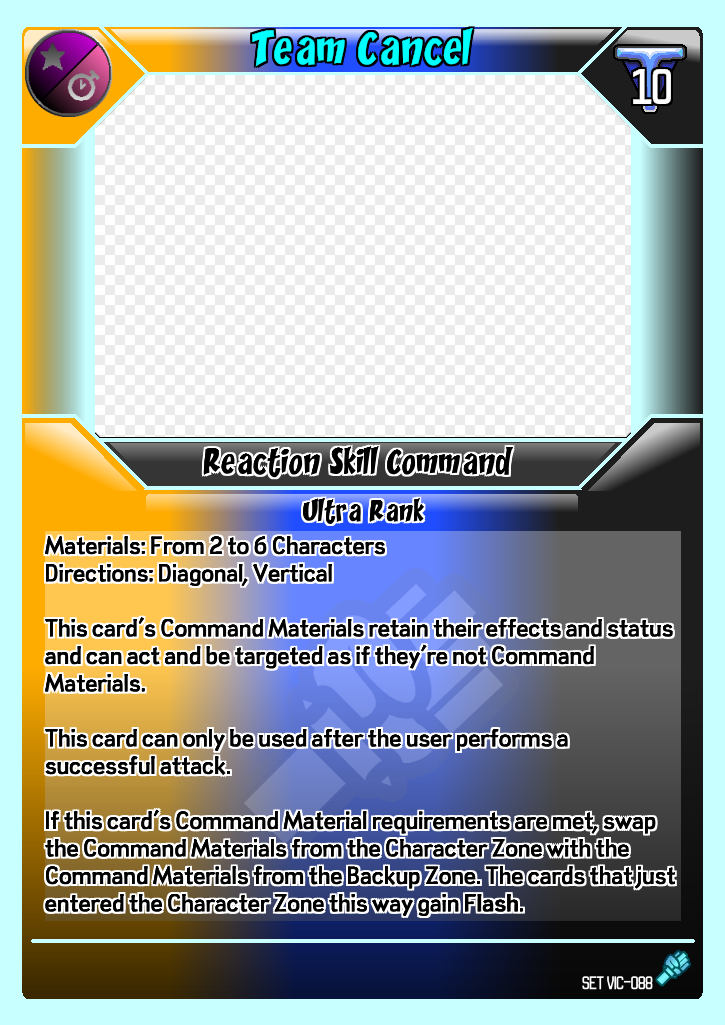 Team Cancel
10
Reaction Skill Command
Ultra Rank
Materials: From 2 to 6 Characters
Directions: Diagonal, Vertical
This card's Command Materials retain their effects and status
and can act and be targeted as if they're not Command
Materials.
This card can only be used after the user performs a
successful attack.
If this card's Command Material requirements are met, swap
the Command Materials from the Character Zone with the
Command Materials from the Backup Zone. The cards that just
entered the Character Zone this way gain Flash.
SET VIC-088